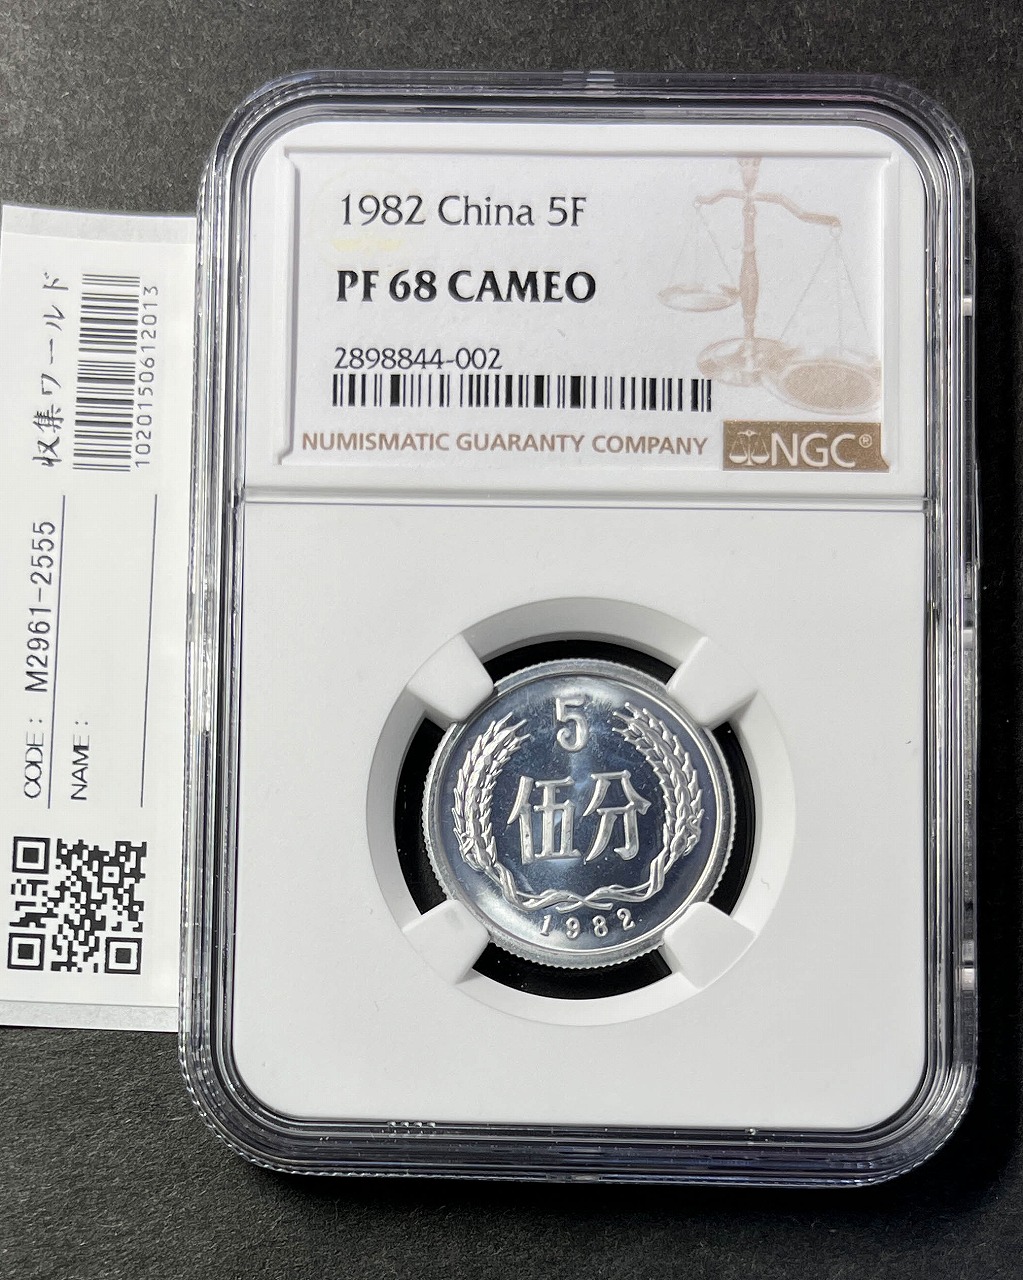 1982 China 5F
PF 68 CAMEO
2898844-002
NUMISMATIC GUARANTY COMPANY
NGC®
5
伍分
1982
収集ワールド
1020150612013
CODE: M2961-2555
NAME: